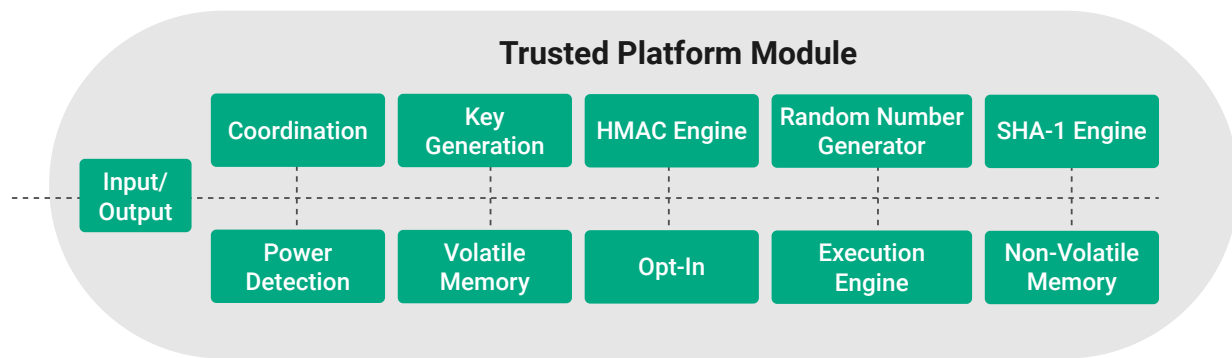 Trusted Platform Module
Coordination
Key
Generation
HMAC Engine
Random Number
Generator
SHA-1 Engine
Input/
Output
Power
Detection
Volatile
Memory
Opt-In
Execution
Engine
Non-Volatile
Memory